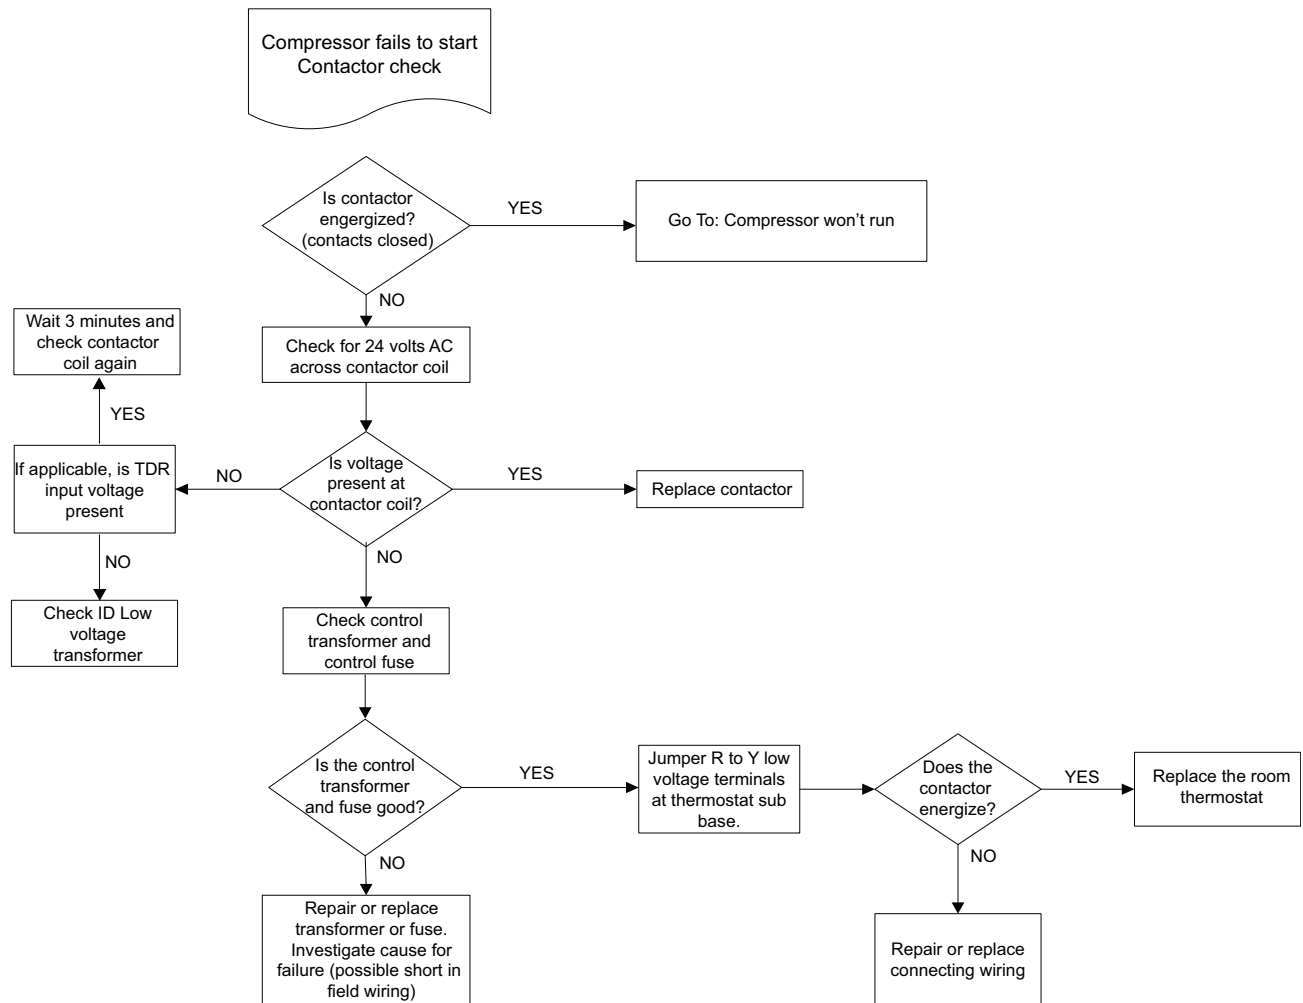 Compressor fails to start
Contactor check
Is contactor
engergized?
(contacts closed)
YES
Go To: Compressor won’t run
NO
Wait 3 minutes and
check contactor
coil again
Check for 24 volts AC
across contactor coil
YES
If applicable, is TDR
input voltage
present
NO
Is voltage
present at
contactor coil?
YES
Replace contactor
NO
NO
Check ID Low
voltage
transformer
Check control
transformer and
control fuse
Is the control
transformer
and fuse good?
YES
Jumper R to Y low
voltage terminals
at thermostat sub
base.
Does the
contactor
energize?
YES
Replace the room
thermostat
NO
NO
Repair or replace
transformer or fuse.
Investigate cause for
failure (possible short in
field wiring)
Repair or replace
connecting wiring